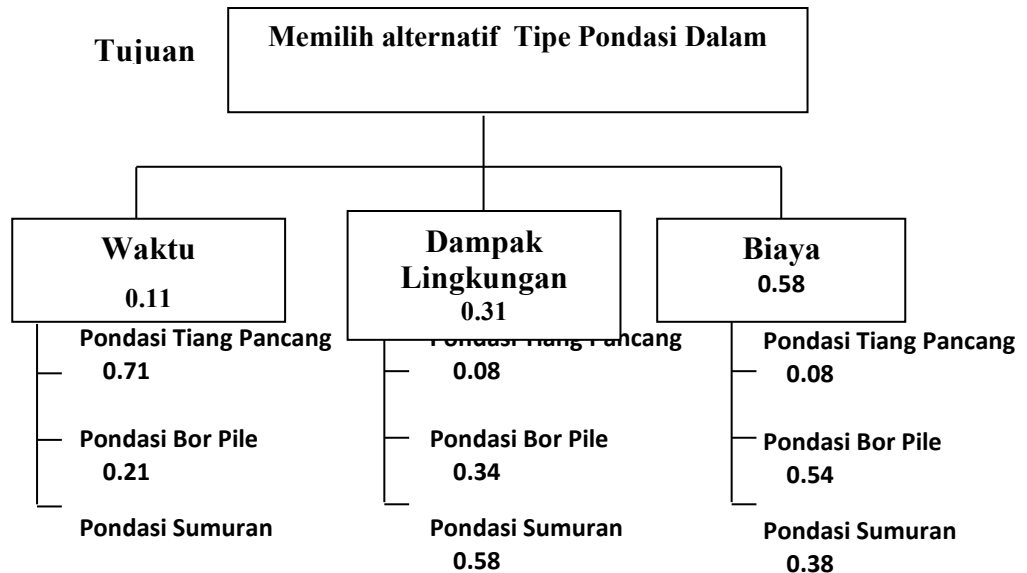 Tujuan
Memilih alternatif Tipe Pondasi Dalam
Waktu
0.11
Pondasi Tiang Pancang
0.71
Pondasi Bor Pile
0.21
Pondasi Sumuran
Dampak
Lingkungan
0.31
Pondasi Tiang Pancang
0.08
Pondasi Bor Pile
0.34
Pondasi Sumuran
0.58
Biaya
0.58
Pondasi Tiang Pancang
0.08
Pondasi Bor Pile
0.54
Pondasi Sumuran
0.38